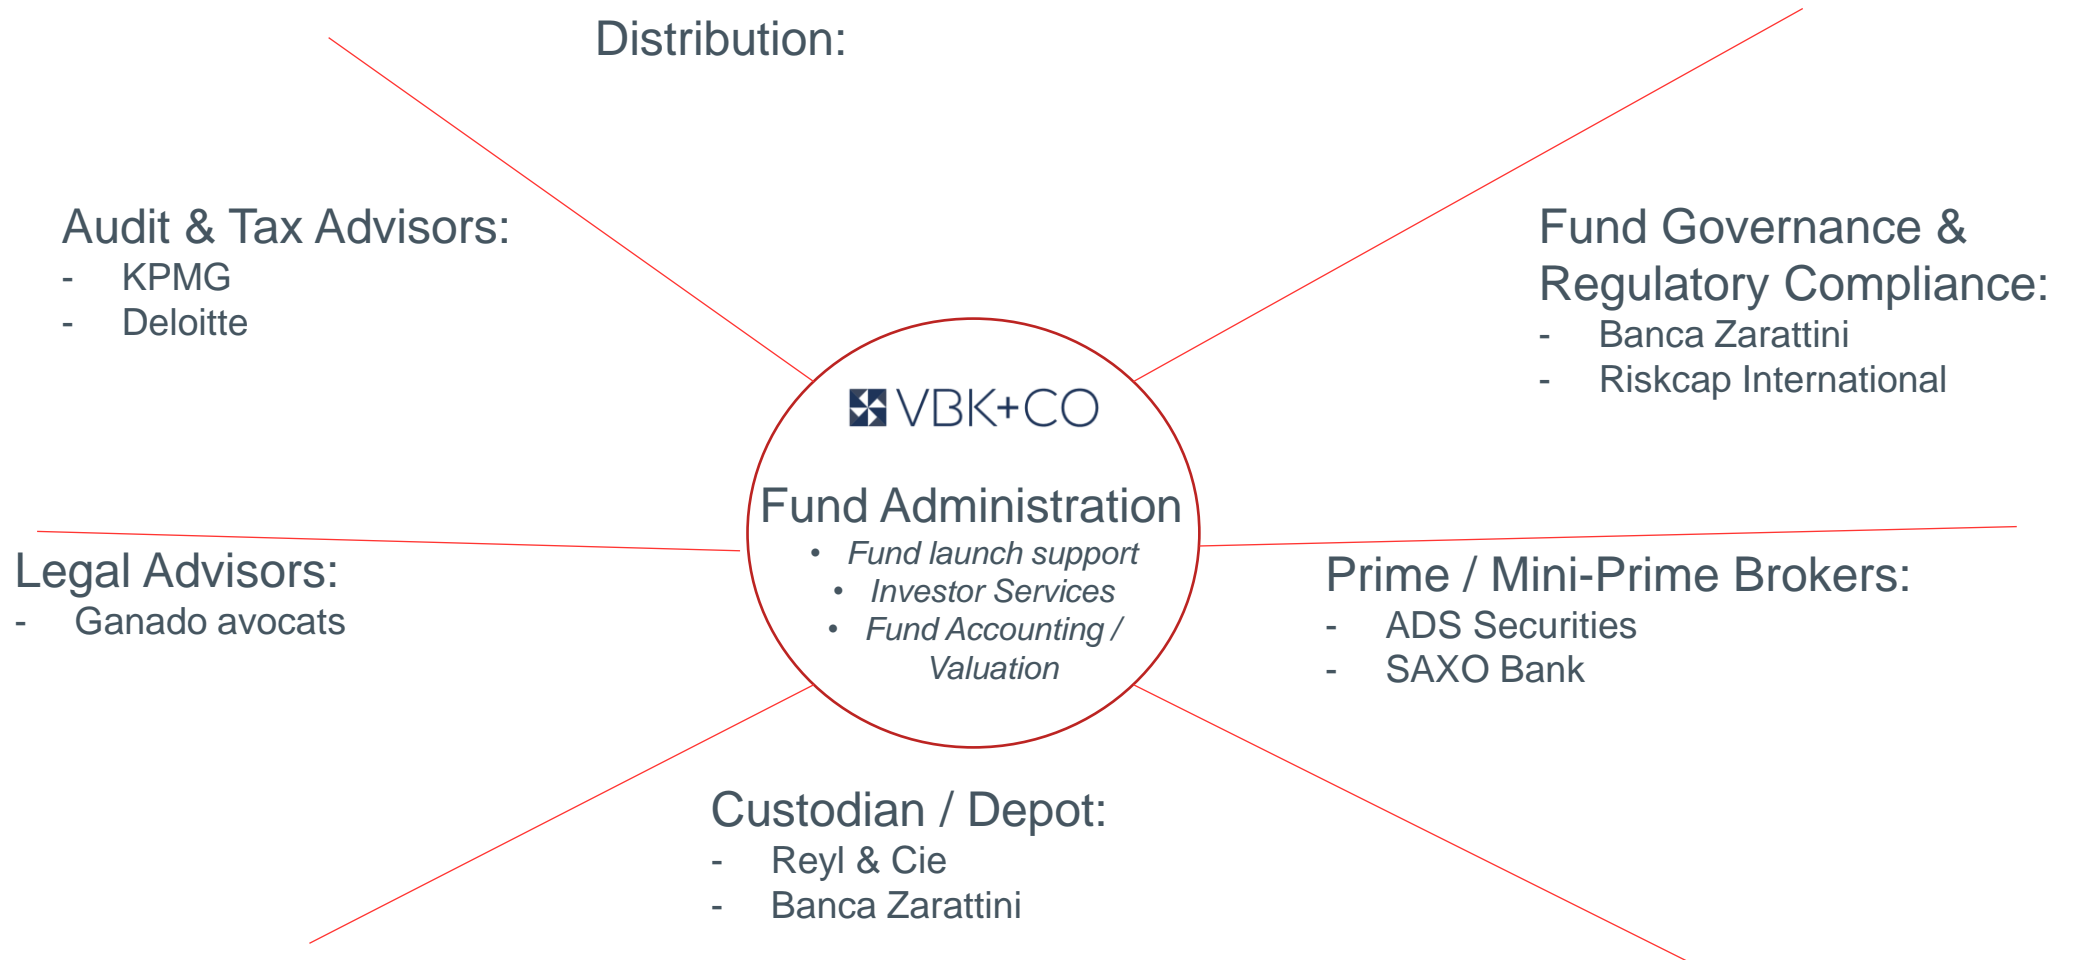 Distribution:
Audit & Tax Advisors:
- KPMG
- Deloitte
Fund Governance &
Regulatory Compliance:
- Banca Zarattini
- Riskcap International
VBK+CO
Fund Administration
• Fund launch support
• Investor Services
• Fund Accounting /
Valuation
Legal Advisors:
- Ganado avocats
Prime / Mini-Prime Brokers:
- ADS Securities
- SAXO Bank
Custodian / Depot:
- Reyl & Cie
- Banca Zarattini